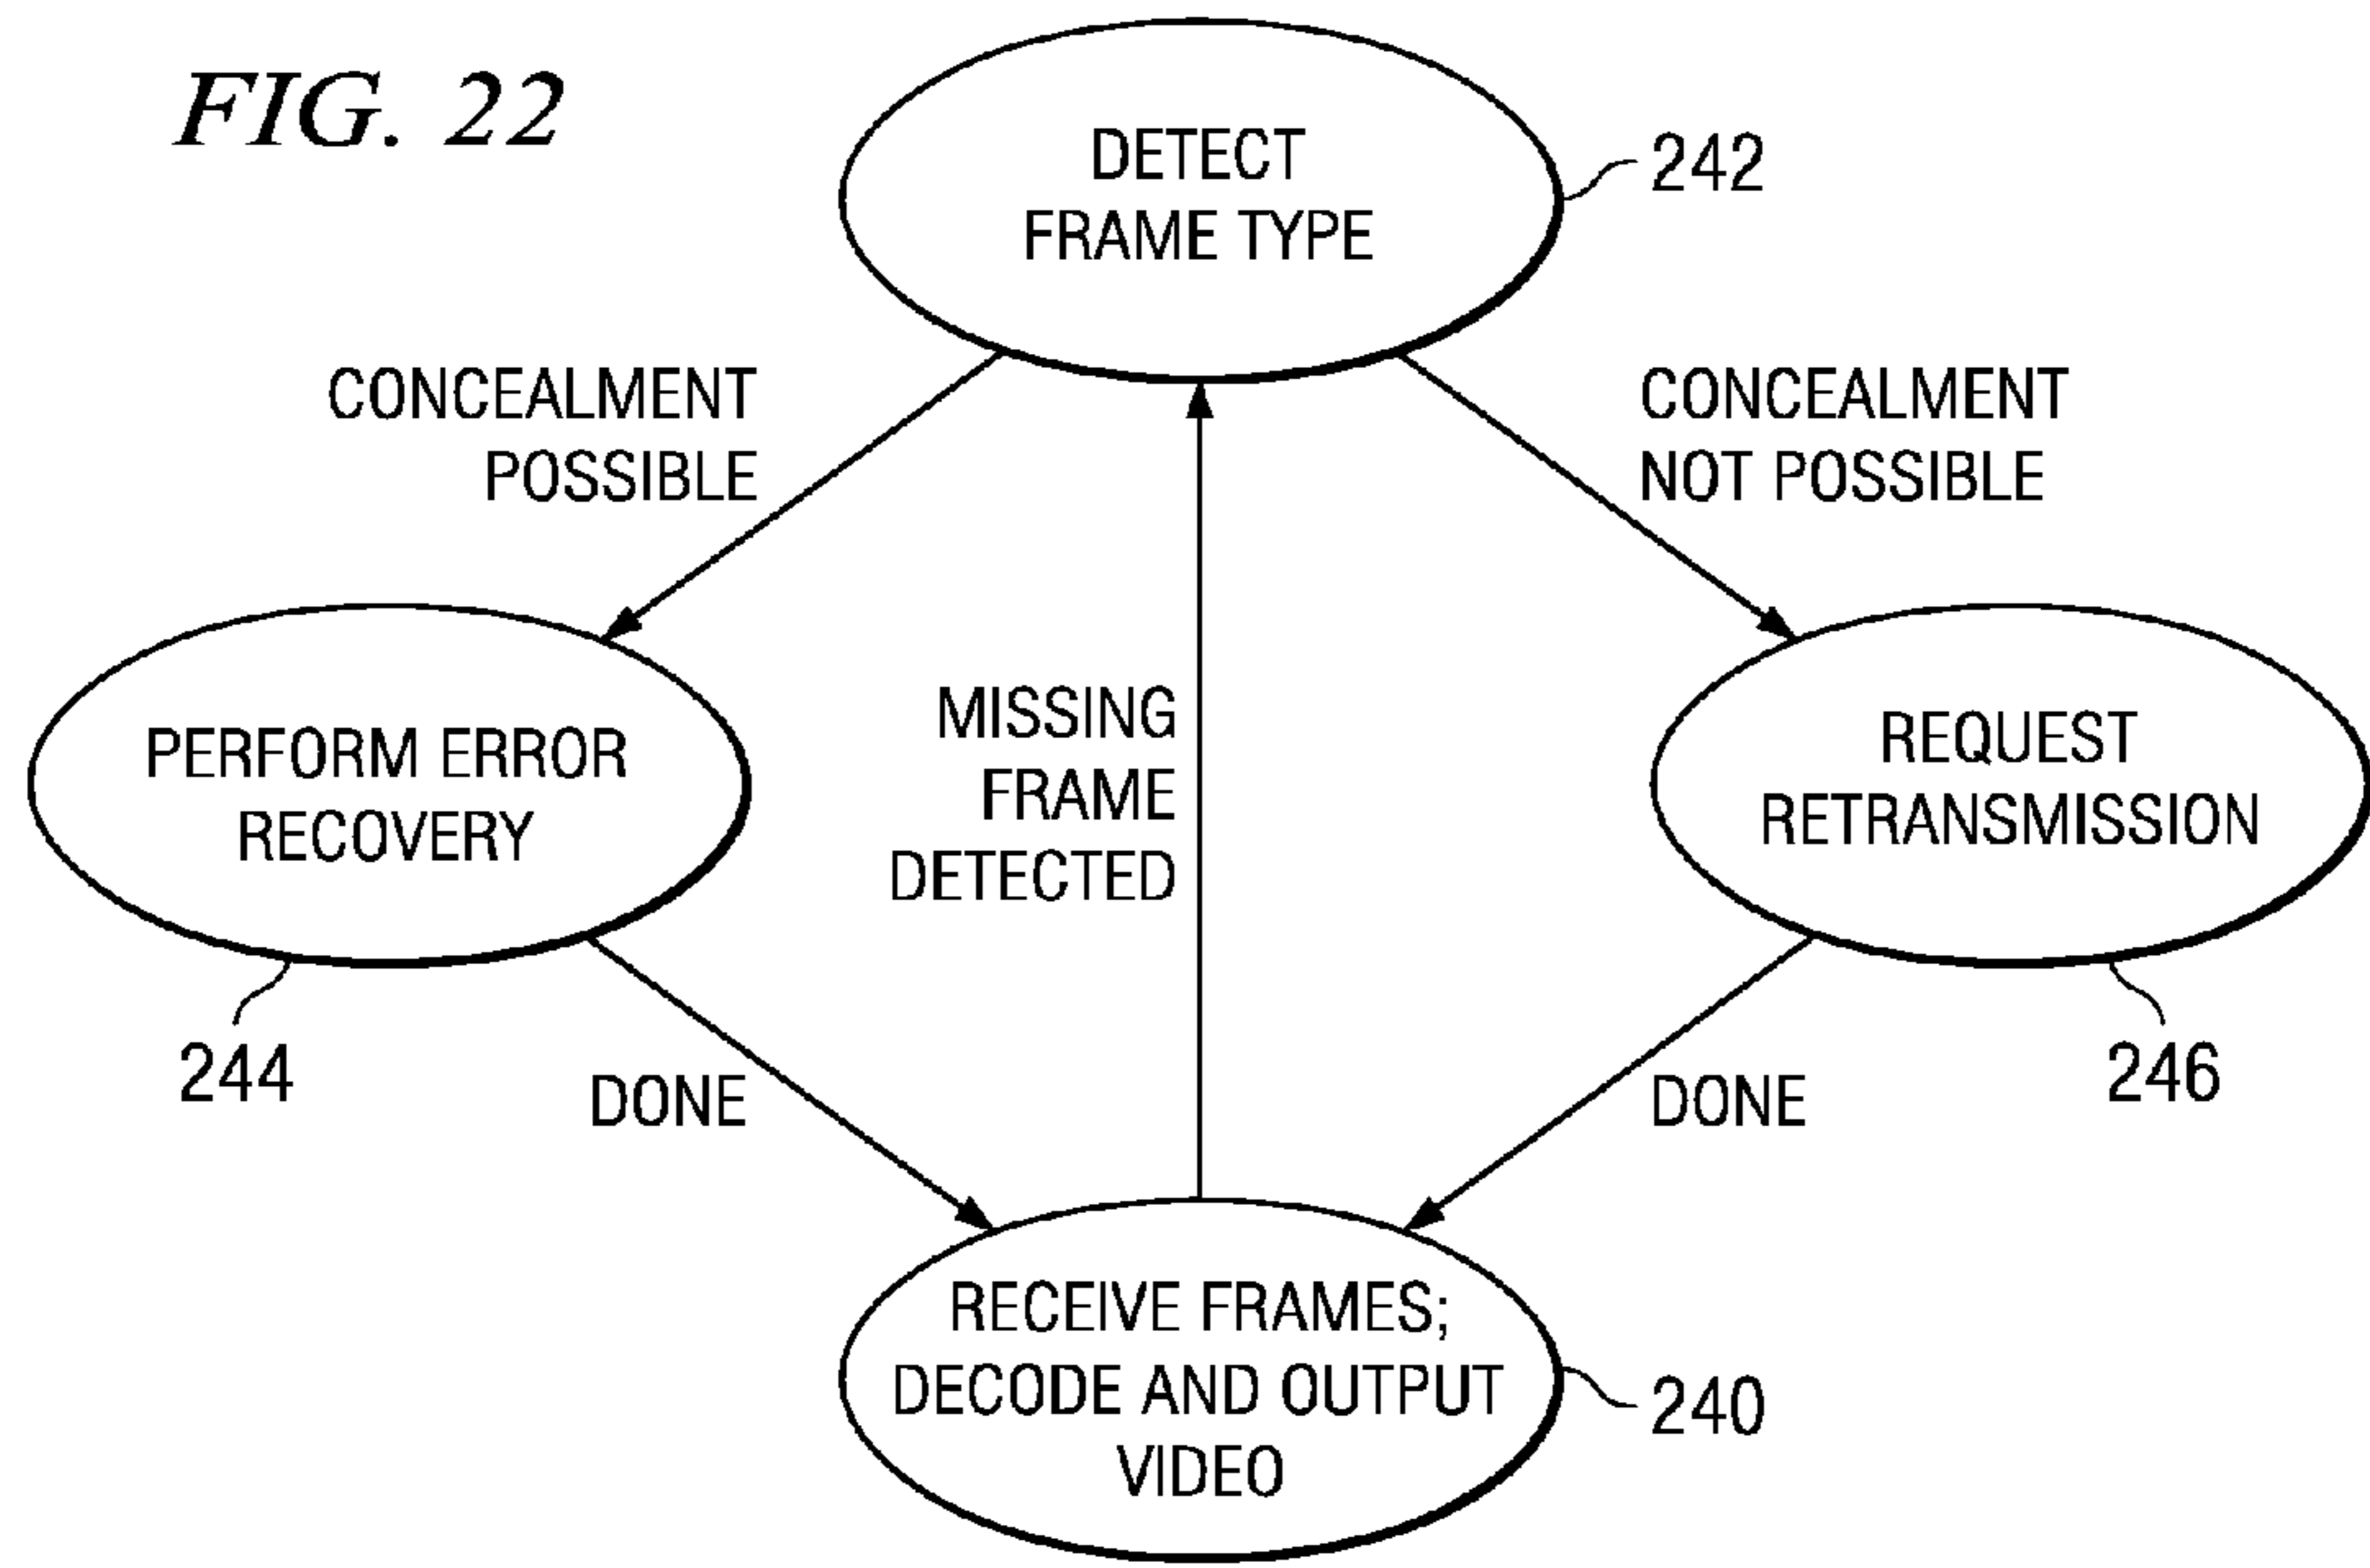 FIG. 22
DETECT
FRAME TYPE
242
CONCEALMENT
POSSIBLE
CONCEALMENT
NOT POSSIBLE
PERFORM ERROR
RECOVERY
244
MISSING
FRAME
DETECTED
REQUEST
RETRANSMISSION
246
DONE
DONE
RECEIVE FRAMES;
DECODE AND OUTPUT
VIDEO
240